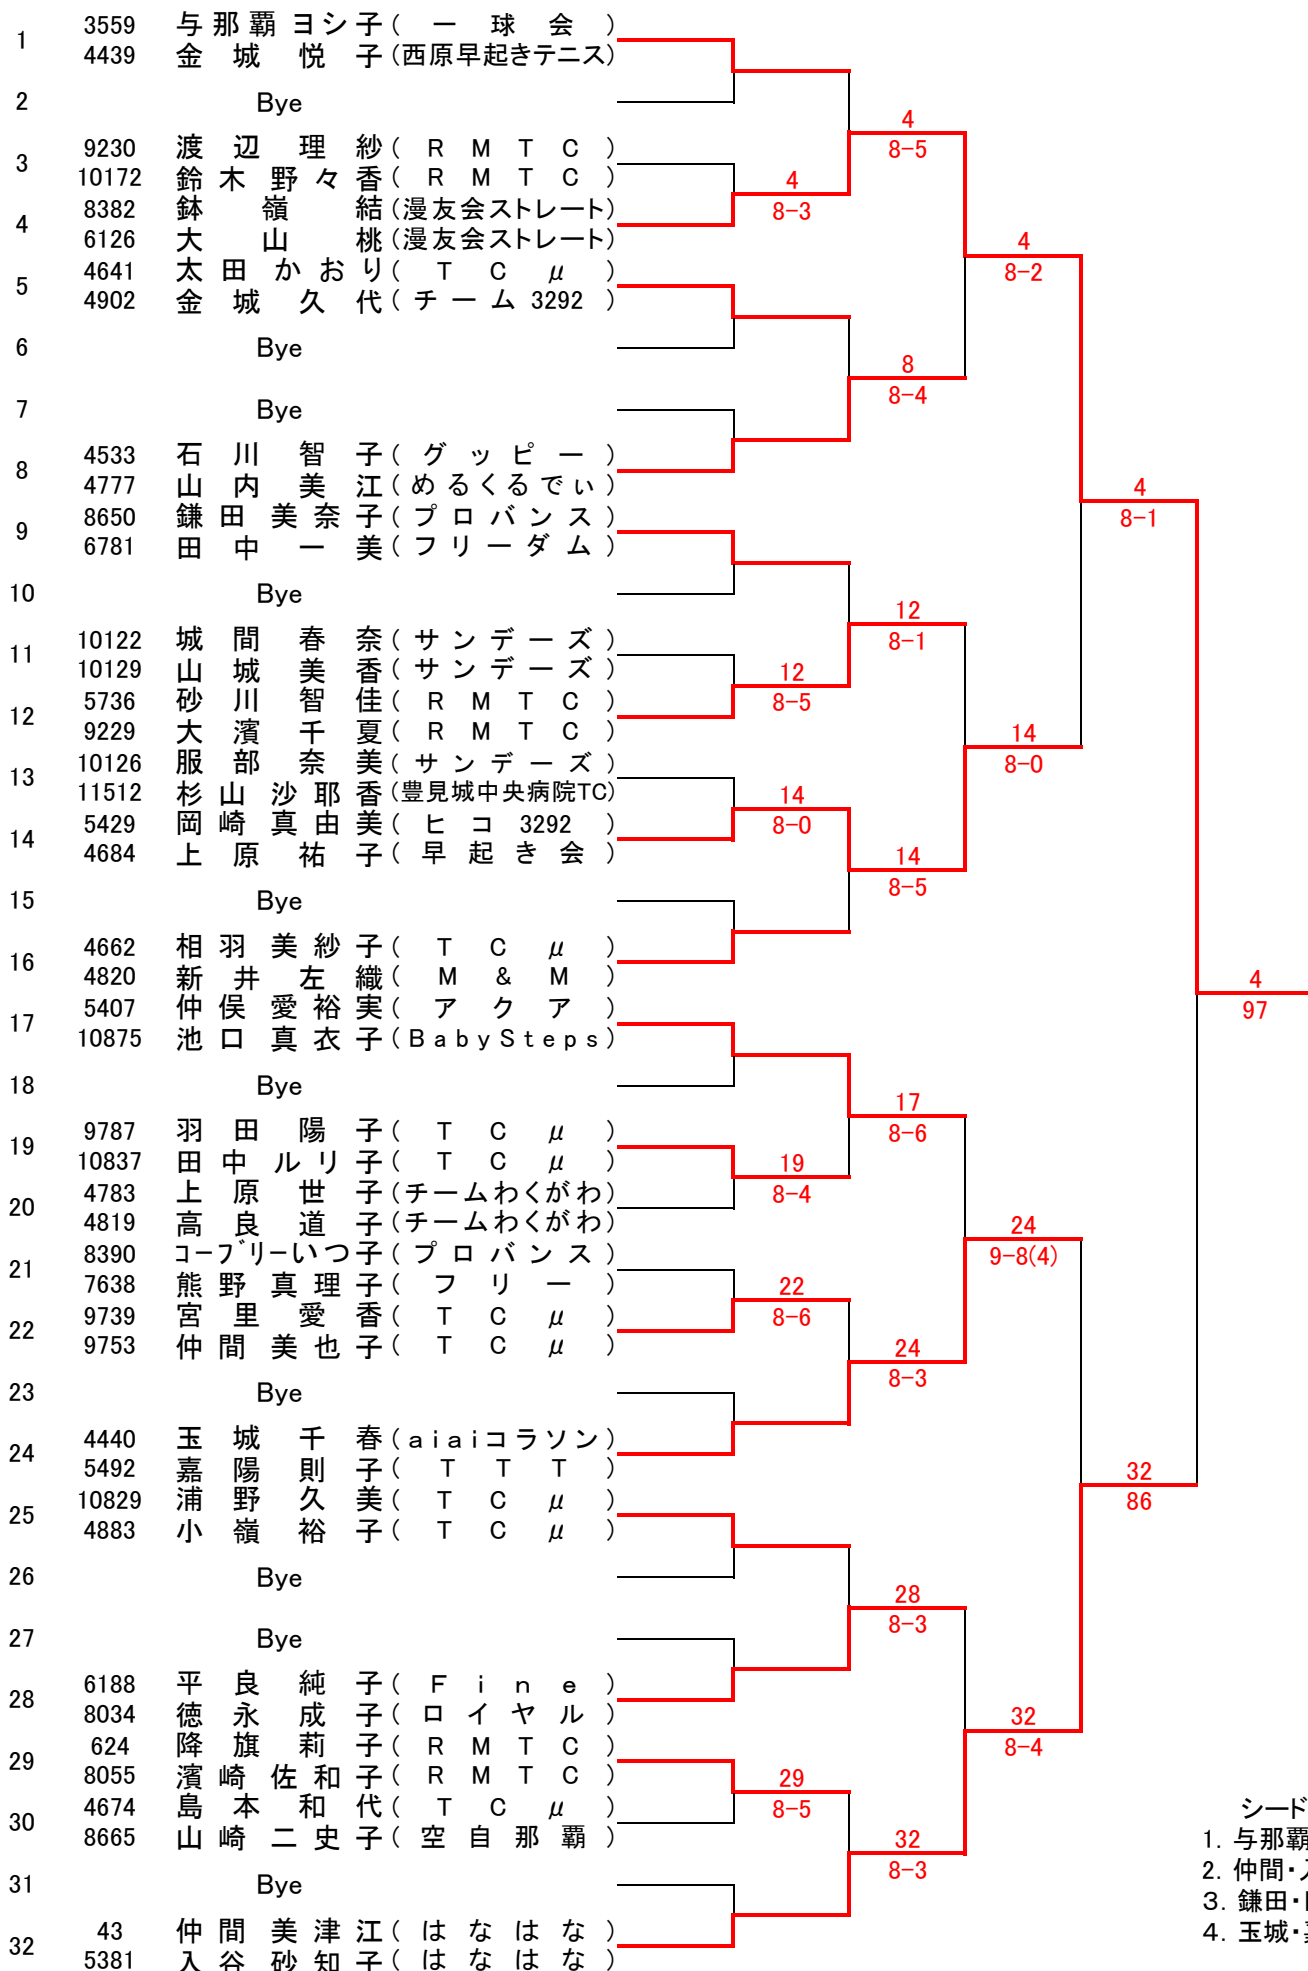 1 3559 与那覇ヨシ子(一球会)
4439 金城悦子(西原早起きテニス)
2 Bye
3 9230 渡辺理紗(RMTC)
10172 鈴木野々香(RMTC)
4 8382 鉢嶺結(漫友会ストレート)
6126 大山桃(漫友会ストレート)
5 4641 太田かおり(TCμ)
4902 金城久代(チーム3292)
6 Bye
7 Bye
8 4533 石川智子(グッピー)
4777 山内美江(めるくるでぃ)
9 8650 鎌田美奈子(プロバンス)
6781 田中一美(フリーダム)
10 Bye
11 10122 城間春奈(サンデーズ)
10129 山城美香(サンデーズ)
12 5736 砂川智佳(RMTC)
9229 大濱千夏(RMTC)
13 10126 服部奈美(サンデーズ)
11512 杉山沙耶香(豊見城中央病院TC)
14 5429 岡崎真由美(ヒコ3292)
4684 上原祐子(早起き会)
15 Bye
16 4662 相羽美紗子(TCμ)
4820 新井左織(M&M)
17 5407 仲俣愛裕実(アクア)
10875 池口真衣子(BabySteps)
18 Bye
19 9787 羽田陽子(TCμ)
10837 田中ルリ子(TCμ)
20 4783 上原世子(チームわくがわ)
4819 高良道子(チームわくがわ)
21 8390 コーブリーいつ子(プロバンス)
7638 熊野真理子(フリー)
22 9739 宮里愛香(TCμ)
9753 仲間美也子(TCμ)
23 Bye
24 4440 玉城千春(aiaiコラソン)
5492 嘉陽則子(TTT)
25 10829 浦野久美(TCμ)
4883 小嶺裕子(TCμ)
26 Bye
27 Bye
28 6188 平良純子(Fine)
8034 徳永成子(ロイヤル)
29 624 降旗莉子(RMTC)
8055 濱崎佐和子(RMTC)
30 4674 島本和代(TCμ)
8665 山崎二史子(空自那覇)
31 Bye
32 43 仲間美津江(はなはな)
5381 入谷砂知子(はなはな)
4
8-3
12
8-5
14
8-0
19
8-4
22
8-6
29
8-5
4
8-5
8
8-4
12
8-1
14
8-5
17
8-6
24
8-3
28
8-3
32
8-3
4
8-2
14
8-0
24
9-8(4)
32
8-4
4
8-1
32
86
4
97
シード
1. 与那覇
2. 仲間・
3. 鎌田・
4. 玉城・